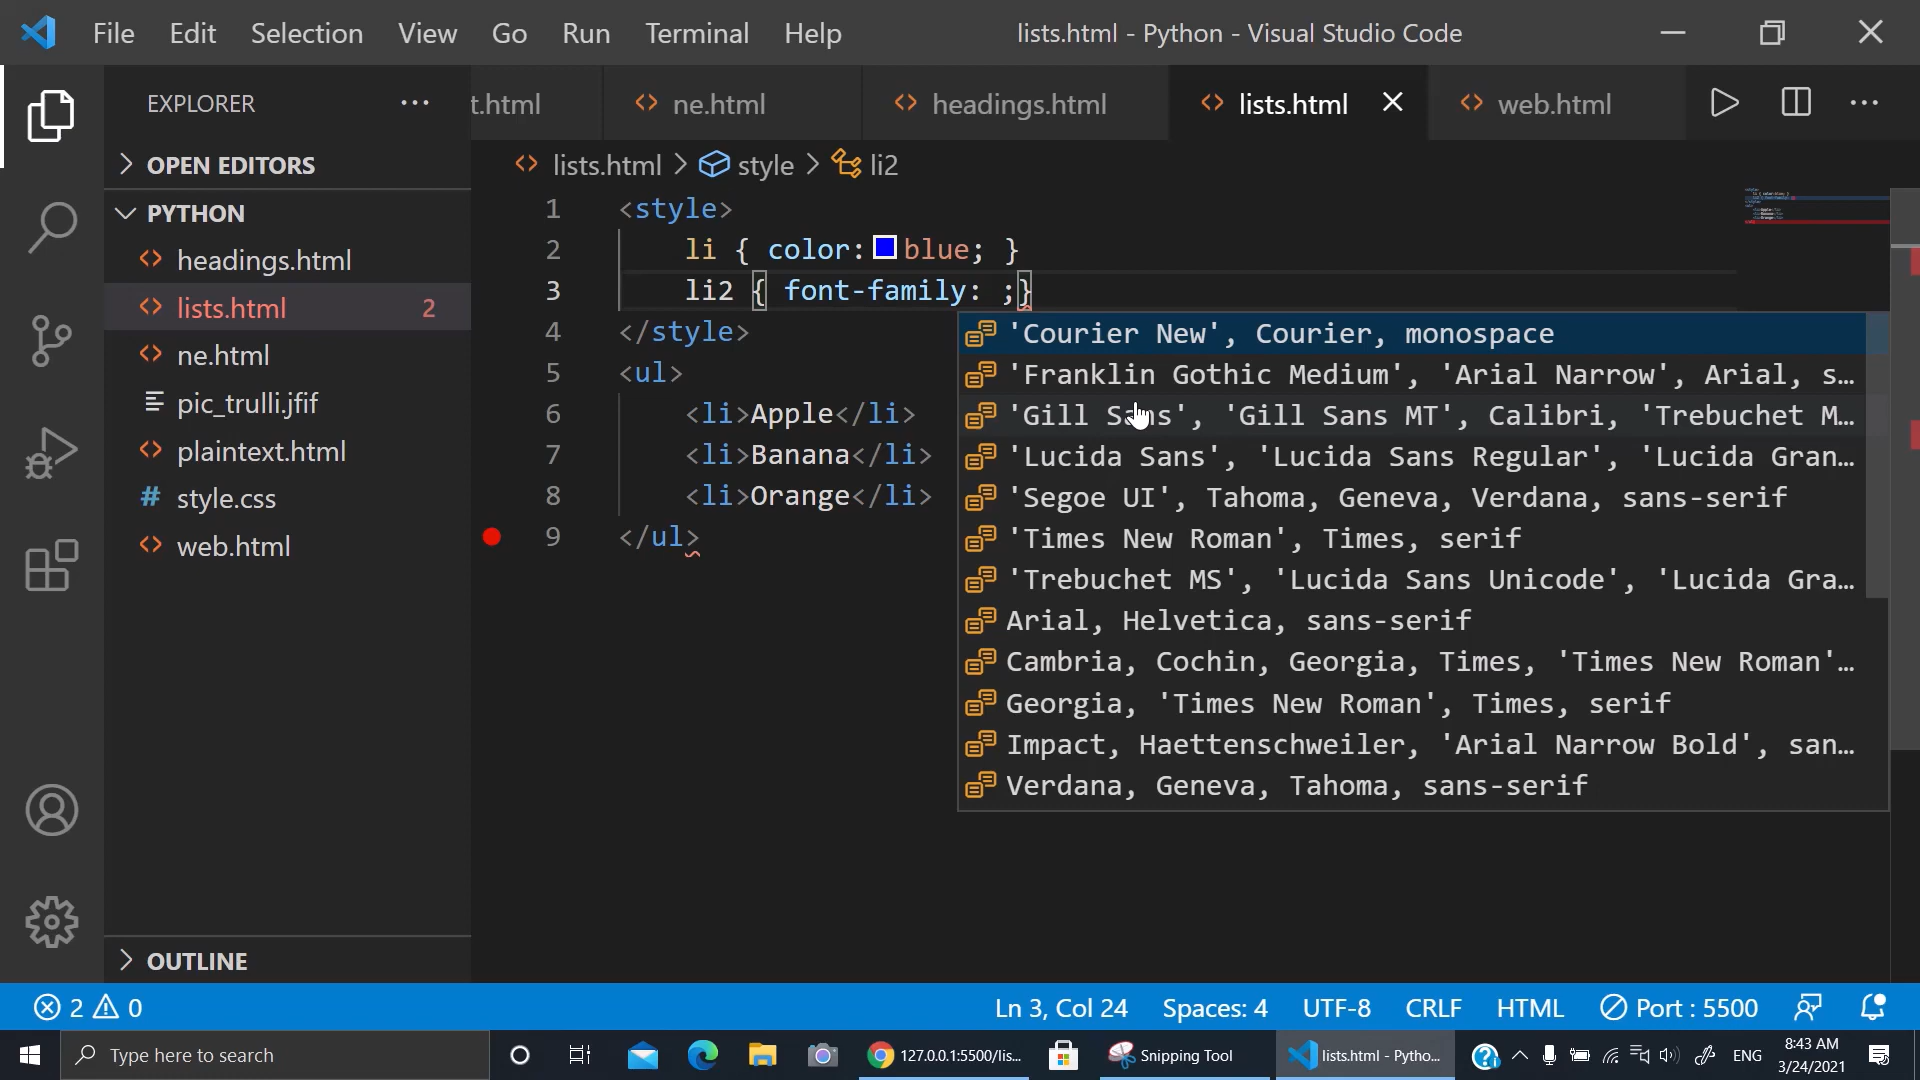 File Edit Selection View Go Run Terminal Help lists.html - Python - Visual Studio Code
EXPLORER ...
t.html ne.html headings.html lists.html web.html ...
OPEN EDITORS
PYTHON
headings.html
lists.html 2
ne.html
pic_trulli.jfif
plaintext.html
style.css
web.html
OUTLINE
lists.html > style > li2
1 <style>
2 li { color: blue; }
3 li2 { font-family: ;}
4 </style>
5 <ul>
6 <li>Apple</li>
7 <li>Banana</li>
8 <li>Orange</li>
9 </ul>
'Courier New', Courier, monospace
'Franklin Gothic Medium', 'Arial Narrow', Arial, s…
'Gill Sans', 'Gill Sans MT', Calibri, 'Trebuchet M…
'Lucida Sans', 'Lucida Sans Regular', 'Lucida Gran…
'Segoe UI', Tahoma, Geneva, Verdana, sans-serif
'Times New Roman', Times, serif
'Trebuchet MS', 'Lucida Sans Unicode', 'Lucida Gra…
Arial, Helvetica, sans-serif
Cambria, Cochin, Georgia, Times, 'Times New Roman'…
Georgia, 'Times New Roman', Times, serif
Impact, Haettenschweiler, 'Arial Narrow Bold', san…
Verdana, Geneva, Tahoma, sans-serif
2 0 Ln 3, Col 24 Spaces: 4 UTF-8 CRLF HTML Port : 5500
Type here to search 127.0.0.1:5500/lis... Snipping Tool lists.html - Pytho... ENG 8:43 AM
3/24/2021